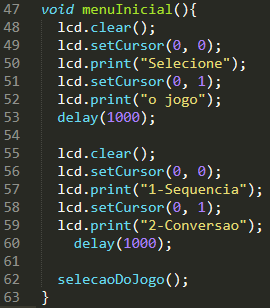 47 void menuInicial(){
48 lcd.clear();
49 lcd.setCursor(0, 0);
50 lcd.print("Selecione");
51 lcd.setCursor(0, 1);
52 lcd.print("o jogo");
53 delay(1000);
54
55 lcd.clear();
56 lcd.setCursor(0, 0);
57 lcd.print("1-Sequencia");
58 lcd.setCursor(0, 1);
59 lcd.print("2-Conversao");
60 delay(1000);
61
62 selecaoDoJogo();
63 }